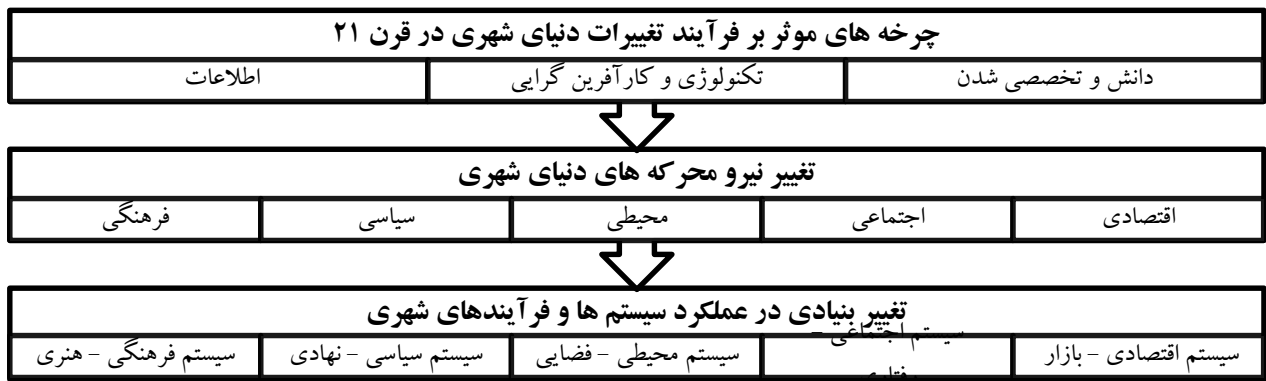 چرخه های موثر بر فرآیند تغییرات دنیای شهری در قرن ۲۱
دانش و تخصصی شدن
تکنولوژی و کارآفرین گرایی
اطلاعات
تغییر نیرو محرکه های دنیای شهری
اقتصادی
اجتماعی
محیطی
سیاسی
فرهنگی
تغییر بنیادی در عملکرد سیستم ها و فرآیندهای شهری
سیستم اقتصادی - بازار
سیستم اجتماعی -
سیستم محیطی - فضایی
سیستم سیاسی - نهادی
سیستم فرهنگی - هنری